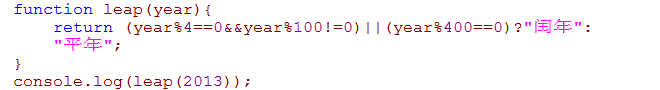 function leap(year){
return (year%4==0&&year%100!=0)||(year%400==0)?"闰年":
"平年";
}
console.log(leap(2013));